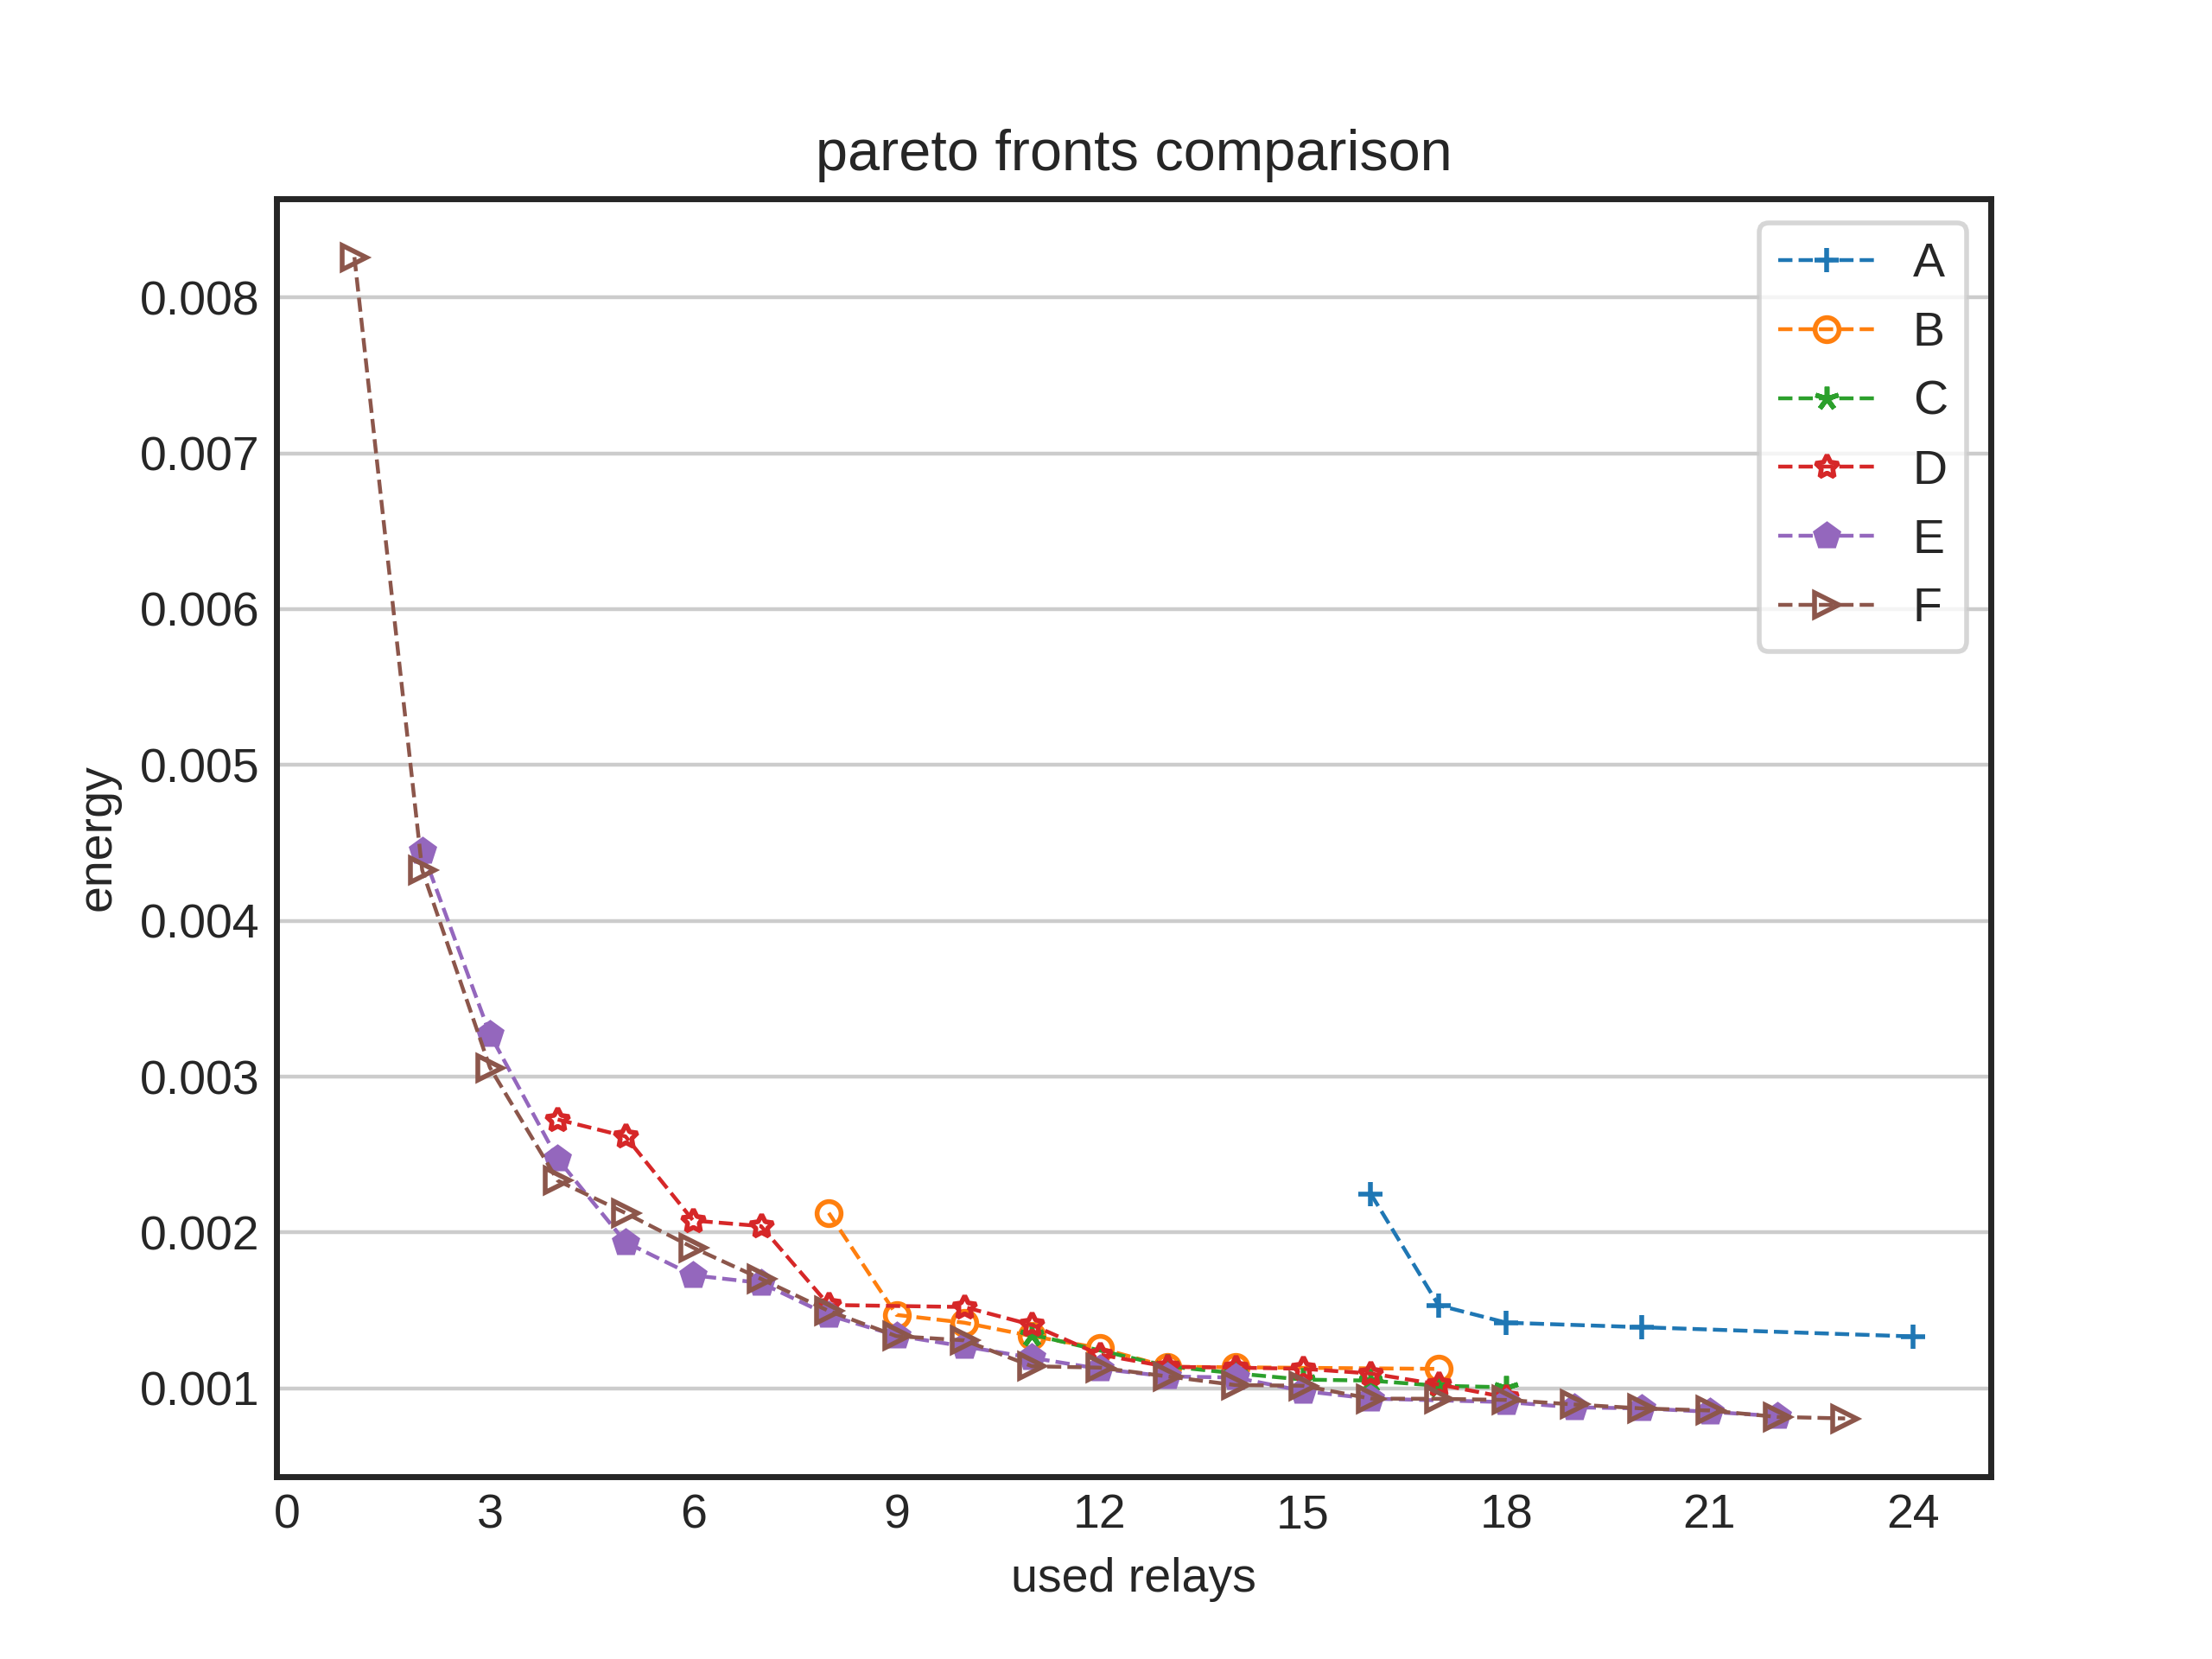 pareto fronts comparison
A
B
C
D
E
F
0.008
0.007
0.006
0.005
0.004
0.003
0.002
0.001
energy
0 3 6 9 12 15 18 21 24
used relays